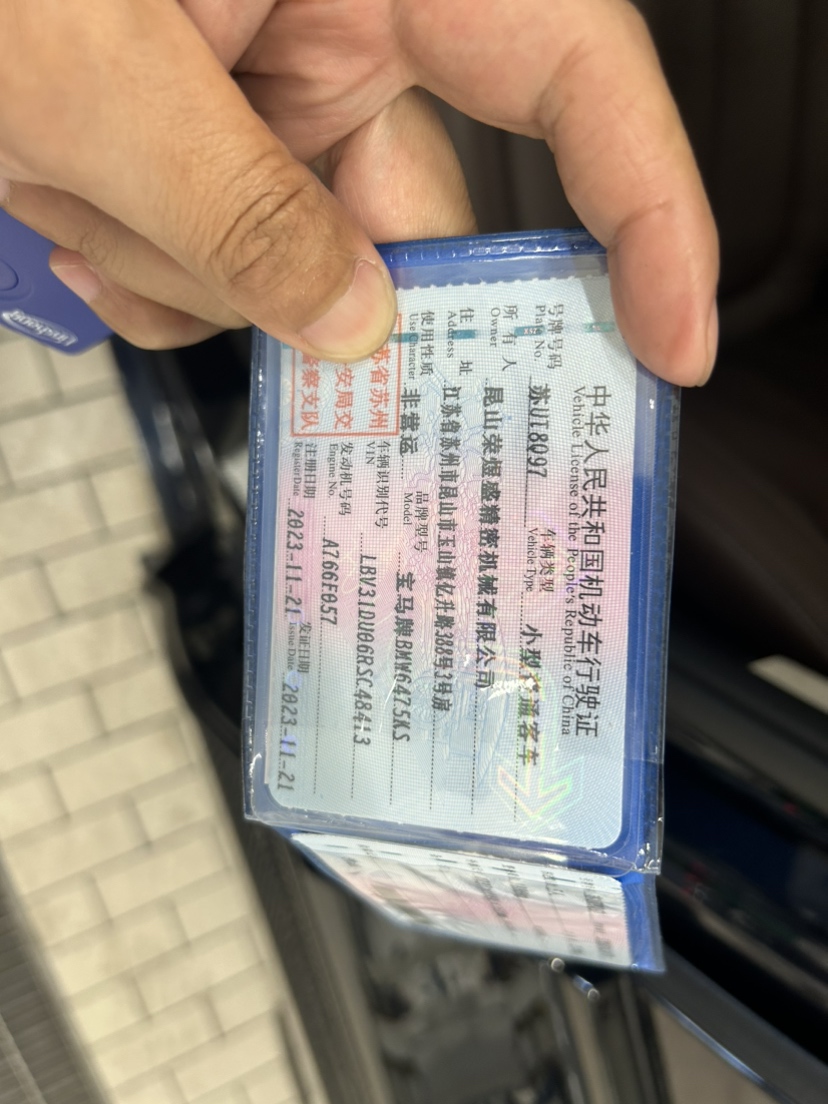 中华人民共和国机动车行驶证
Vehicle License of the People's Republic of China
号牌号码 苏UL8Q97 车辆类型 小型普通客车
Plate No. Vehicle Type
所有人 昆山荣焜盛精密机械有限公司
Owner
住址 江苏省苏州市昆山市玉山镇亿升路388号3号房
Address
使用性质 非营运 品牌型号 宝马牌BMW6475KS
Use Character Model
苏省苏州
安局交
警察支队
车辆识别代号 LBV31DU06RSC48413
VIN
发动机号码 A766E057
Engine No.
注册日期 2023-11-21 发证日期 2023-11-21
Register Date Issue Date